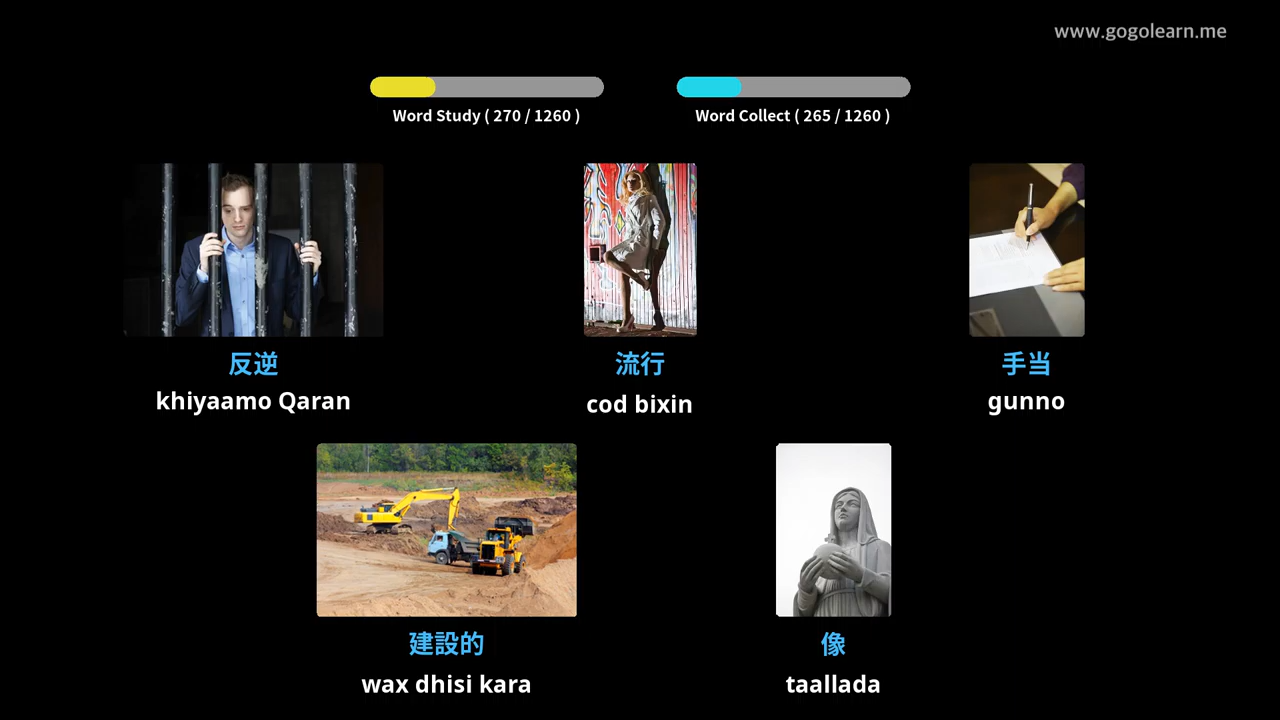 www.gogolearn.me
Word Study ( 270 / 1260 )
Word Collect ( 265 / 1260 )
反逆
khiyaamo Qaran
流行
cod bixin
手当
gunno
建設的
wax dhisi kara
像
taallada